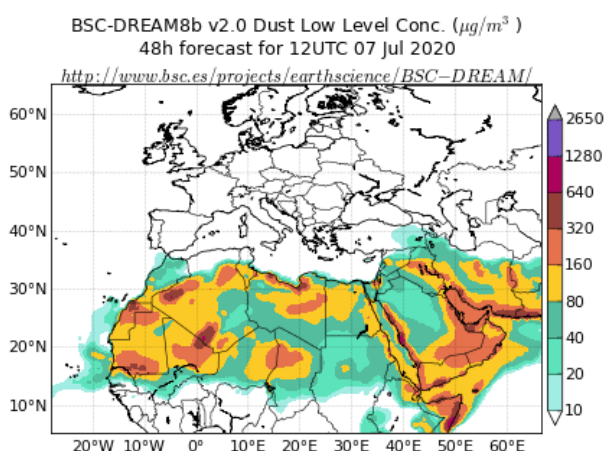 BSC-DREAM8b v2.0 Dust Low Level Conc. (μg/m³ )
48h forecast for 12UTC 07 Jul 2020
http://www.bsc.es/projects/earthscience/BSC−DREAM/
60°N
50°N
40°N
30°N
20°N
10°N
20°W 10°W 0° 10°E 20°E 30°E 40°E 50°E 60°E
2650
1280
640
320
160
80
40
20
10